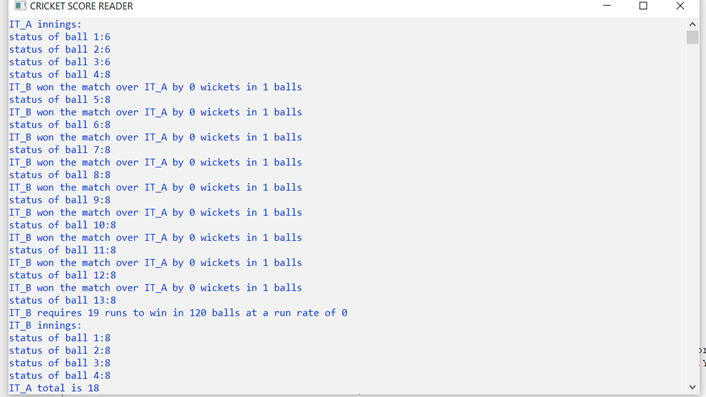 CRICKET SCORE READER
IT_A innings:
status of ball 1:6
status of ball 2:6
status of ball 3:6
status of ball 4:8
IT_B won the match over IT_A by 0 wickets in 1 balls
status of ball 5:8
IT_B won the match over IT_A by 0 wickets in 1 balls
status of ball 6:8
IT_B won the match over IT_A by 0 wickets in 1 balls
status of ball 7:8
IT_B won the match over IT_A by 0 wickets in 1 balls
status of ball 8:8
IT_B won the match over IT_A by 0 wickets in 1 balls
status of ball 9:8
IT_B won the match over IT_A by 0 wickets in 1 balls
status of ball 10:8
IT_B won the match over IT_A by 0 wickets in 1 balls
status of ball 11:8
IT_B won the match over IT_A by 0 wickets in 1 balls
status of ball 12:8
IT_B won the match over IT_A by 0 wickets in 1 balls
status of ball 13:8
IT_B requires 19 runs to win in 120 balls at a run rate of 0
IT_B innings:
status of ball 1:8
status of ball 2:8
status of ball 3:8
status of ball 4:8
IT_A total is 18